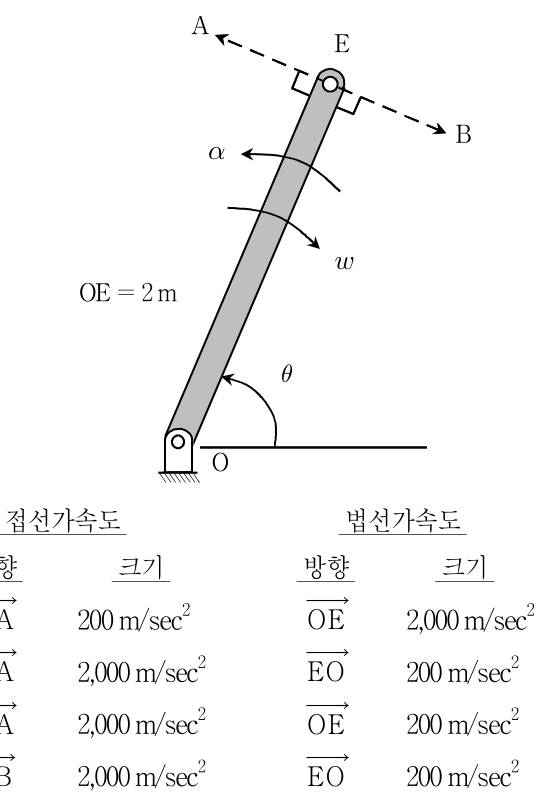 A
E
B
α
w
OE = 2 m
θ
O
접선가속도 법선가속도
향 크기 방향 크기
A 200 m/sec² OE 2,000 m/sec²
A 2,000 m/sec² EO 200 m/sec²
A 2,000 m/sec² OE 200 m/sec²
B 2,000 m/sec² EO 200 m/sec²